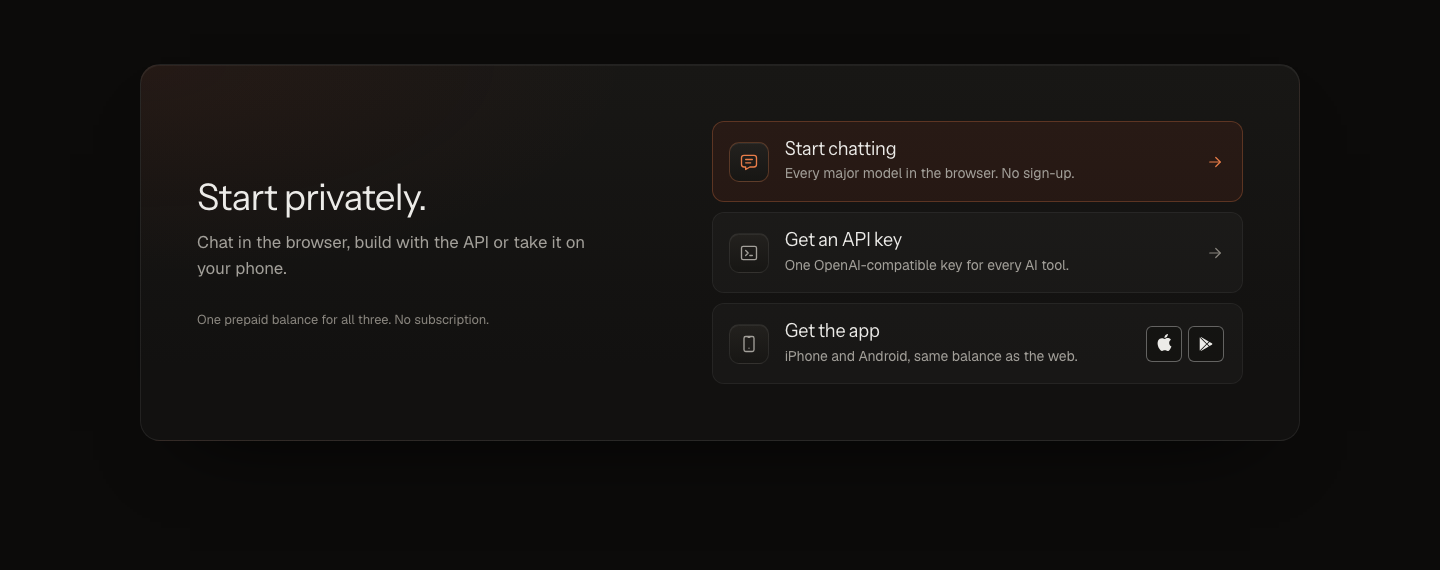 Start privately.
Chat in the browser, build with the API or take it on
your phone.
One prepaid balance for all three. No subscription.
Start chatting
Every major model in the browser. No sign-up.
Get an API key
One OpenAI-compatible key for every AI tool.
Get the app
iPhone and Android, same balance as the web.